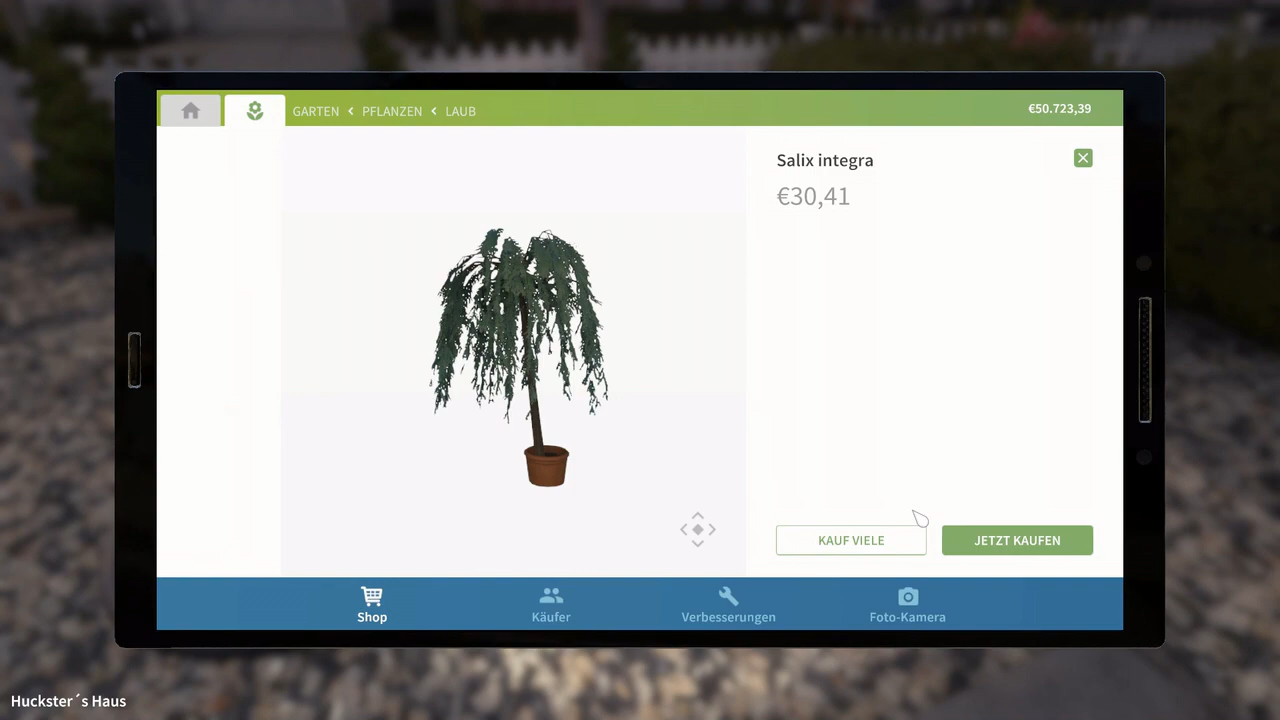 GARTEN < PFLANZEN < LAUB
€50.723,39
Salix integra
€30,41
KAUF VIELE
JETZT KAUFEN
Shop
Käufer
Verbesserungen
Foto-Kamera
Huckster´s Haus